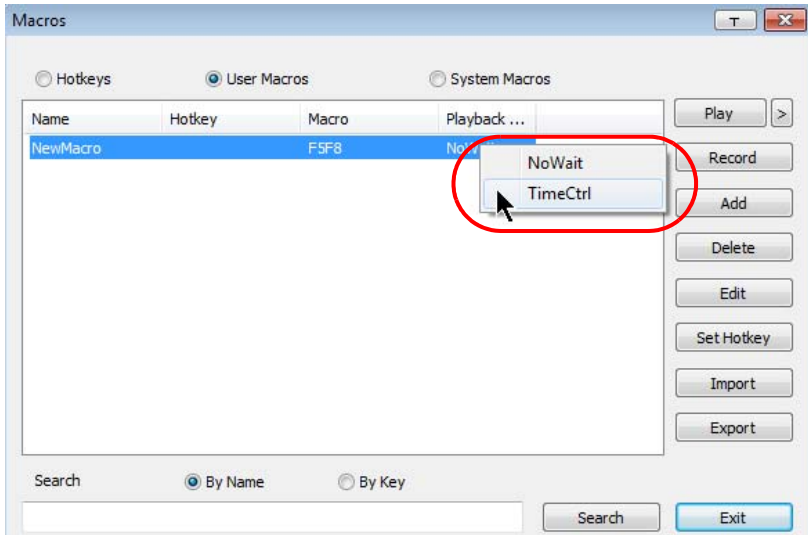 Macros
T
Hotkeys User Macros System Macros
Name Hotkey Macro Playback ...
Play >
NewMacro F5F8
NoWait
Record
TimeCtrl
Add
Delete
Edit
Set Hotkey
Import
Export
Search By Name By Key
Search Exit